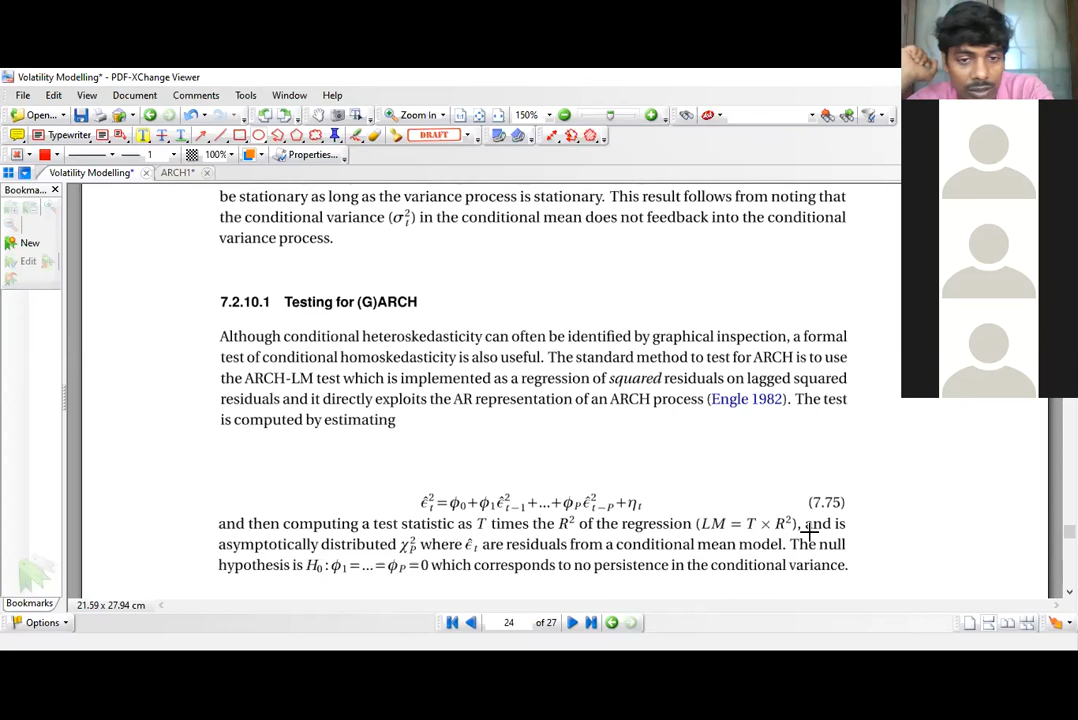 Volatility Modelling* - PDF-XChange Viewer
File Edit View Document Comments Tools Window Help
Open... Zoom In 150%
Typewriter DRAFT
1 100% Properties...
Volatility Modelling* ARCH1*
Bookma...
New
Edit
be stationary as long as the variance process is stationary. This result follows from noting that
the conditional variance (σ²ₜ) in the conditional mean does not feedback into the conditional
variance process.
7.2.10.1 Testing for (G)ARCH
Although conditional heteroskedasticity can often be identified by graphical inspection, a formal
test of conditional homoskedasticity is also useful. The standard method to test for ARCH is to use
the ARCH-LM test which is implemented as a regression of squared residuals on lagged squared
residuals and it directly exploits the AR representation of an ARCH process (Engle 1982). The test
is computed by estimating
ϵ̂²ₜ = ϕ₀ + ϕ₁ϵ̂²ₜ₋₁ + ... + ϕ_P ϵ̂²ₜ₋P + ηₜ (7.75)
and then computing a test statistic as T times the R² of the regression (LM = T × R²), and is
asymptotically distributed χ²_P where ϵ̂ₜ are residuals from a conditional mean model. The null
hypothesis is H₀ : ϕ₁ = ... = ϕ_P = 0 which corresponds to no persistence in the conditional variance.
Bookmarks
21.59 x 27.94 cm
Options 24 of 27